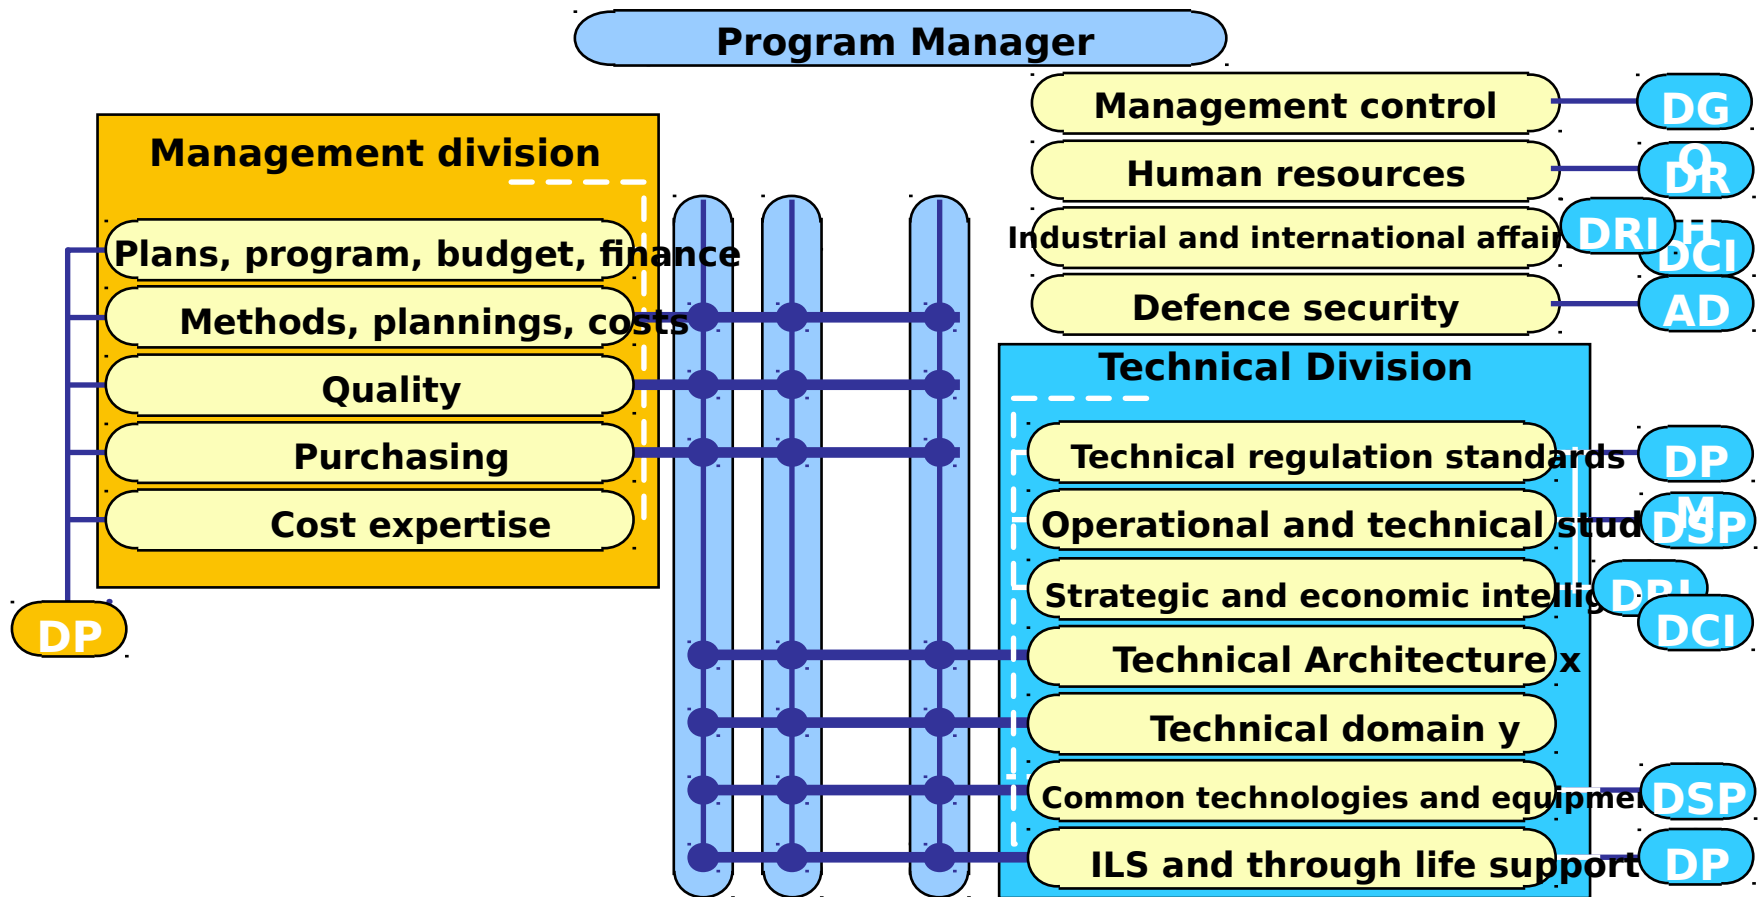 Program Manager
Management control
DG
O
Management division
Human resources
DR
H
Industrial and international affair
DRI
DCI
Plans, program, budget, finance
Defence security
AD
Methods, plannings, costs
Technical Division
Quality
Purchasing
Technical regulation standards
DP
M
Cost expertise
Operational and technical stud
DSP
Strategic and economic intellig
DRI
DCI
DP
Technical Architecture x
Technical domain y
Common technologies and equipmen
DSP
ILS and through life support
DP